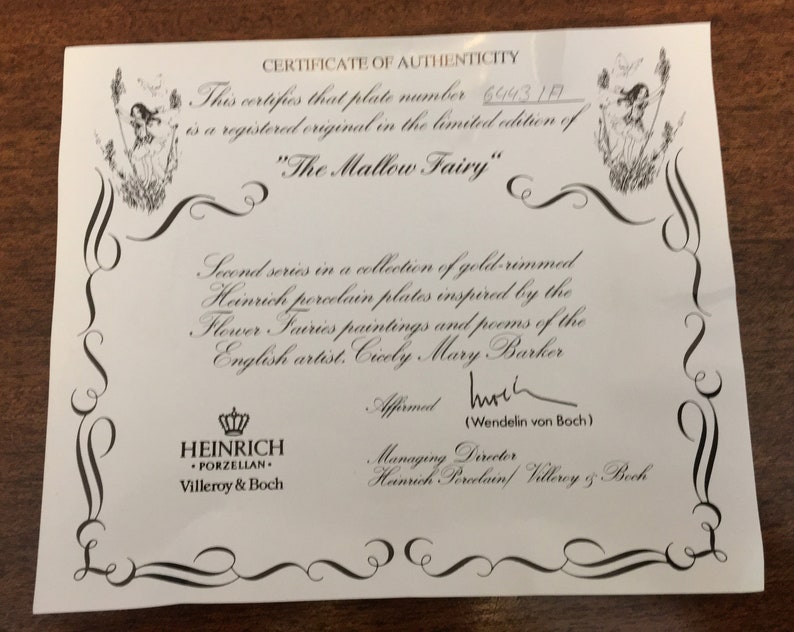 CERTIFICATE OF AUTHENTICITY
This certifies that plate number 6443/A
is a registered original in the limited edition of
"The Mallow Fairy"
Second series in a collection of gold-rimmed
Heinrich porcelain plates inspired by the
Flower Fairies paintings and poems of the
English artist. Cicely Mary Barker
Affirmed
(Wendelin von Boch)
Managing Director
Heinrich Porcelain/ Villeroy & Boch
HEINRICH
• PORZELLAN •
Villeroy & Boch